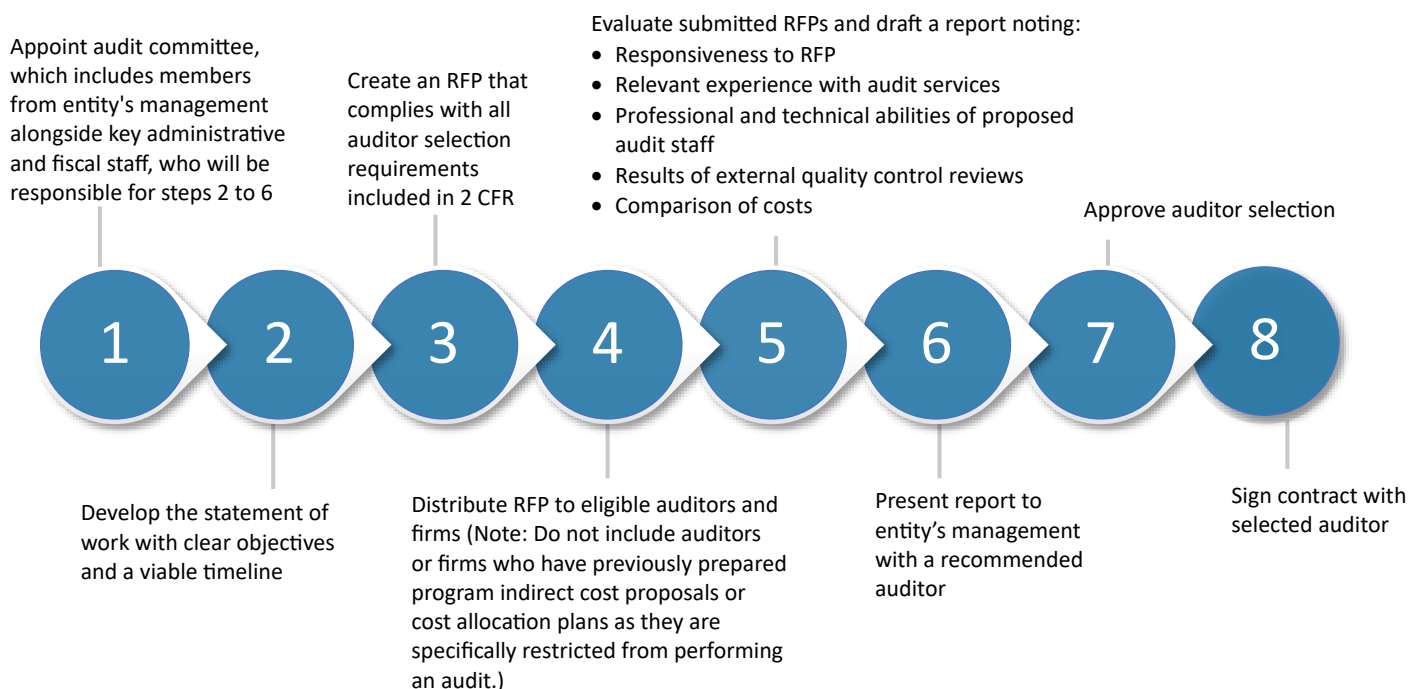 Appoint audit committee,
which includes members
from entity's management
alongside key administrative
and fiscal staff, who will be
responsible for steps 2 to 6
Create an RFP that
complies with all
auditor selection
requirements
included in 2 CFR
Evaluate submitted RFPs and draft a report noting:
• Responsiveness to RFP
• Relevant experience with audit services
• Professional and technical abilities of proposed
audit staff
• Results of external quality control reviews
• Comparison of costs
Approve auditor selection
1
2
3
4
5
6
7
8
Develop the statement of
work with clear objectives
and a viable timeline
Distribute RFP to eligible auditors and
firms (Note: Do not include auditors
or firms who have previously prepared
program indirect cost proposals or
cost allocation plans as they are
specifically restricted from performing
an audit.)
Present report to
entity’s management
with a recommended
auditor
Sign contract with
selected auditor